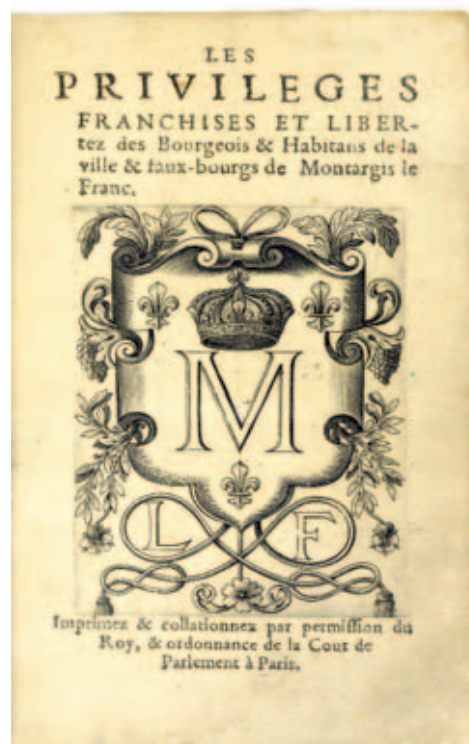 LES
PRIVILEGES
FRANCHISES ET LIBER-
tez des Bourgeois & Habitans de la
ville & faux-bourgs de Montargis le
Franc.
M
L F
Imprimez & collationnez par permiſſion du
Roy, & ordonnance de la Cour de
Parlement à Paris.